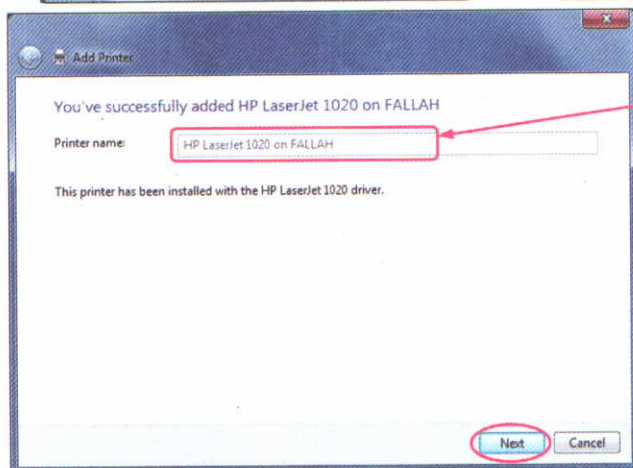 Add Printer
You've successfully added HP LaserJet 1020 on FALLAH
Printer name: HP LaserJet 1020 on FALLAH
This printer has been installed with the HP LaserJet 1020 driver.
Next Cancel